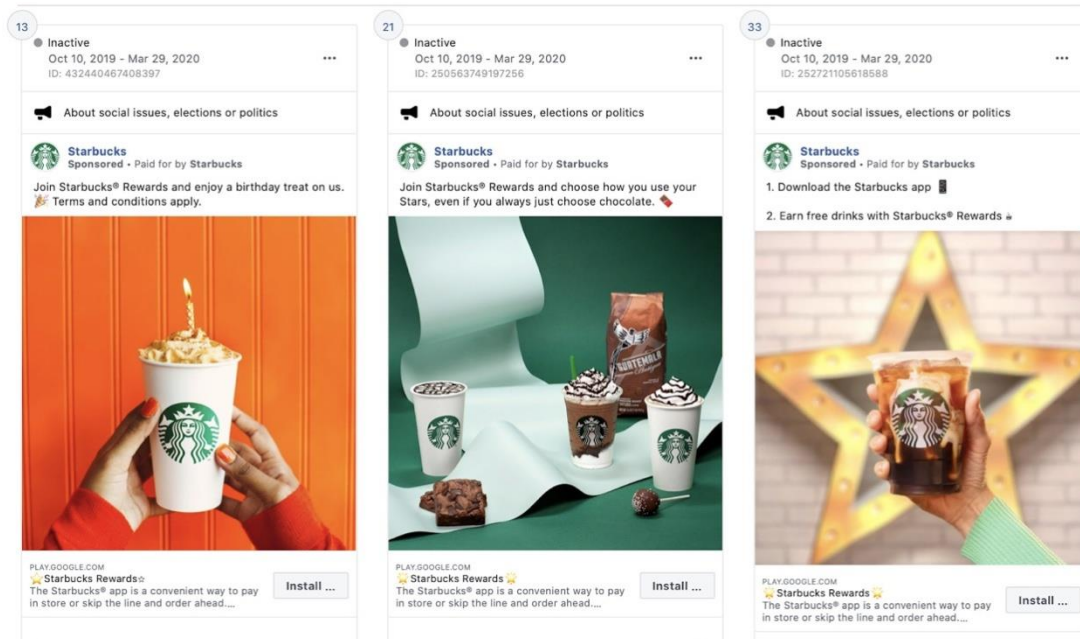 13
Inactive
Oct 10, 2019 - Mar 29, 2020
ID: 432440467408397
About social issues, elections or politics
Starbucks
Sponsored • Paid for by Starbucks
Join Starbucks® Rewards and enjoy a birthday treat on us.
🎉 Terms and conditions apply.
PLAY.GOOGLE.COM
🌟Starbucks Rewards⭐
The Starbucks® app is a convenient way to pay
in store or skip the line and order ahead....
Install ...
21
Inactive
Oct 10, 2019 - Mar 29, 2020
ID: 250563749197256
About social issues, elections or politics
Starbucks
Sponsored • Paid for by Starbucks
Join Starbucks® Rewards and choose how you use your
Stars, even if you always just choose chocolate. 🍫
GUATEMALA
PLAY.GOOGLE.COM
🌟Starbucks Rewards🌟
The Starbucks® app is a convenient way to pay
in store or skip the line and order ahead....
Install ...
33
Inactive
Oct 10, 2019 - Mar 29, 2020
ID: 252721105618588
About social issues, elections or politics
Starbucks
Sponsored • Paid for by Starbucks
1. Download the Starbucks app 📱
2. Earn free drinks with Starbucks® Rewards ☕
PLAY.GOOGLE.COM
🌟Starbucks Rewards🌟
The Starbucks® app is a convenient way to pay
in store or skip the line and order ahead....
Install ...